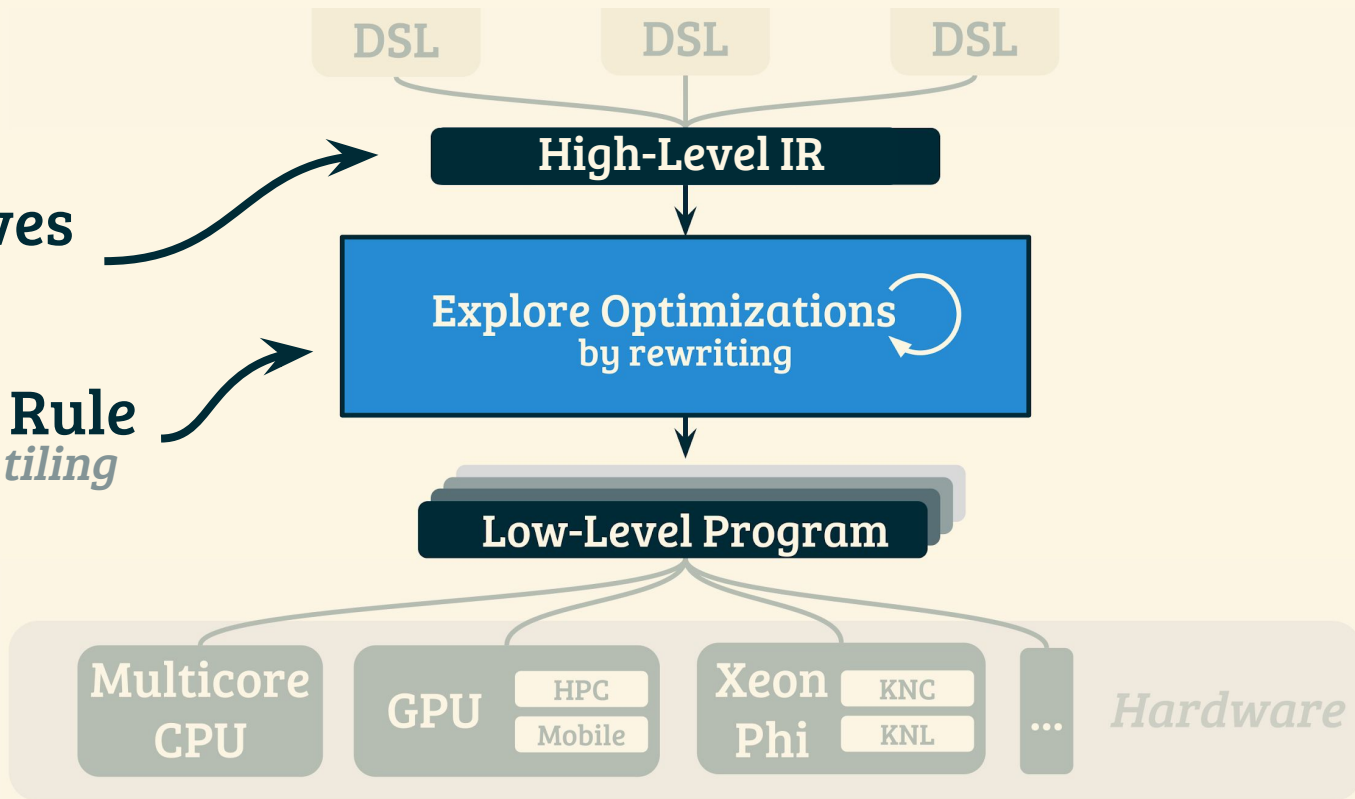 DSL DSL DSL
High-Level IR
ves
Explore Optimizations
by rewriting
Rule
tiling
Low-Level Program
Multicore
CPU
GPU
HPC
Mobile
Xeon
Phi
KNC
KNL
...
Hardware